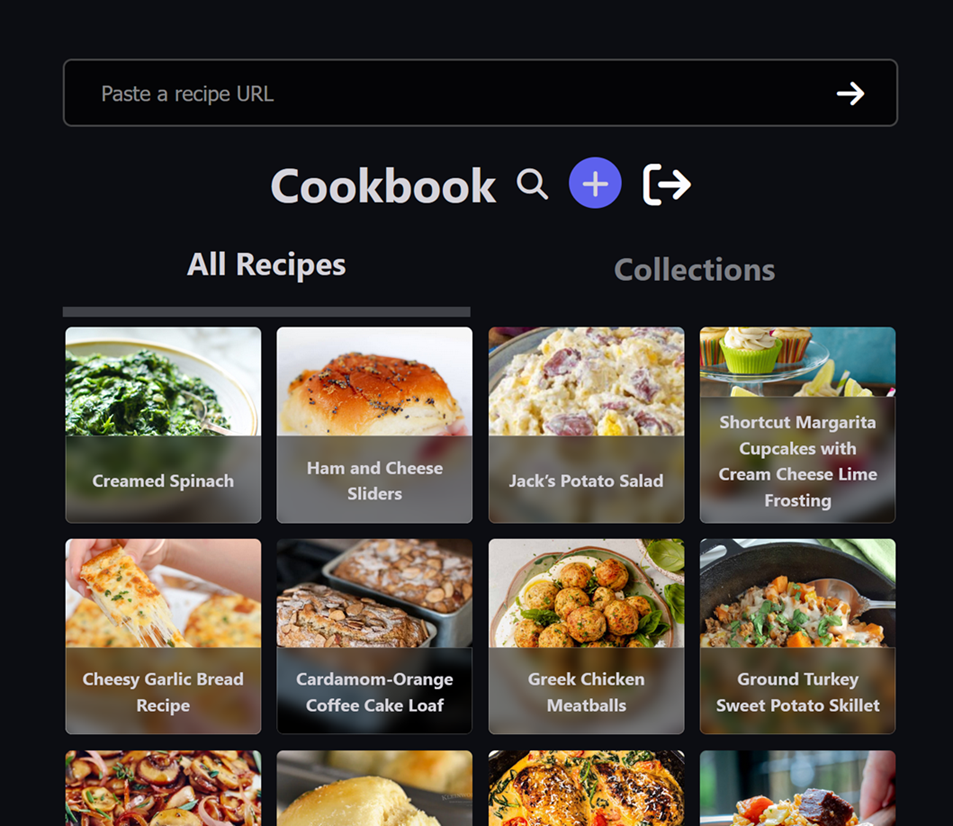 Paste a recipe URL
Cookbook
All Recipes
Collections
Creamed Spinach
Ham and Cheese
Sliders
Jack’s Potato Salad
Shortcut Margarita
Cupcakes with
Cream Cheese Lime
Frosting
Cheesy Garlic Bread
Recipe
Cardamom-Orange
Coffee Cake Loaf
Greek Chicken
Meatballs
Ground Turkey
Sweet Potato Skillet